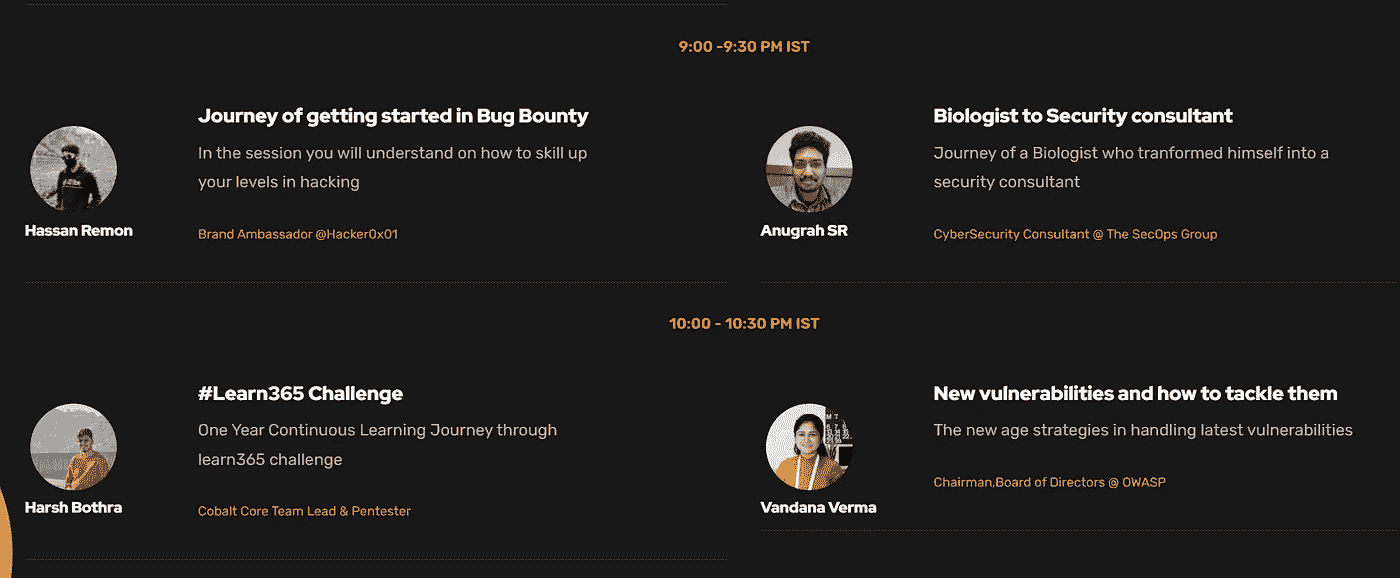 9:00 -9:30 PM IST
Journey of getting started in Bug Bounty
In the session you will understand on how to skill up
your levels in hacking
Hassan Remon
Brand Ambassador @Hacker0x01
Biologist to Security consultant
Journey of a Biologist who tranformed himself into a
security consultant
Anugrah SR
CyberSecurity Consultant @ The SecOps Group
10:00 - 10:30 PM IST
#Learn365 Challenge
One Year Continuous Learning Journey through
learn365 challenge
Harsh Bothra
Cobalt Core Team Lead & Pentester
New vulnerabilities and how to tackle them
The new age strategies in handling latest vulnerabilities
Chairman,Board of Directors @ OWASP
Vandana Verma